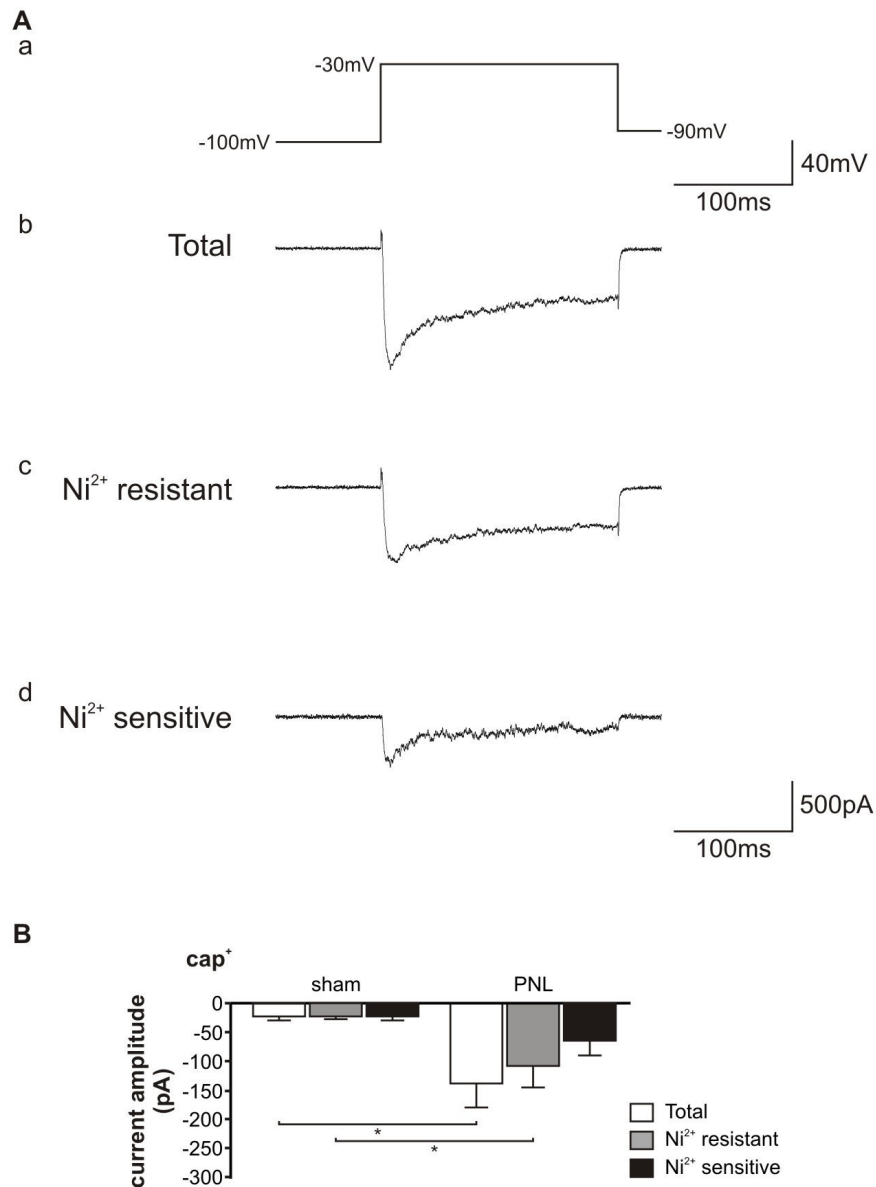 A
a
-30mV
-100mV
-90mV
40mV
100ms
b
Total
c
Ni²⁺ resistant
d
Ni²⁺ sensitive
500pA
100ms
B
cap⁺
sham PNL
current amplitude
(pA)
0
-50
-100
-150
-200
-250
-300
*
*
Total
Ni²⁺ resistant
Ni²⁺ sensitive